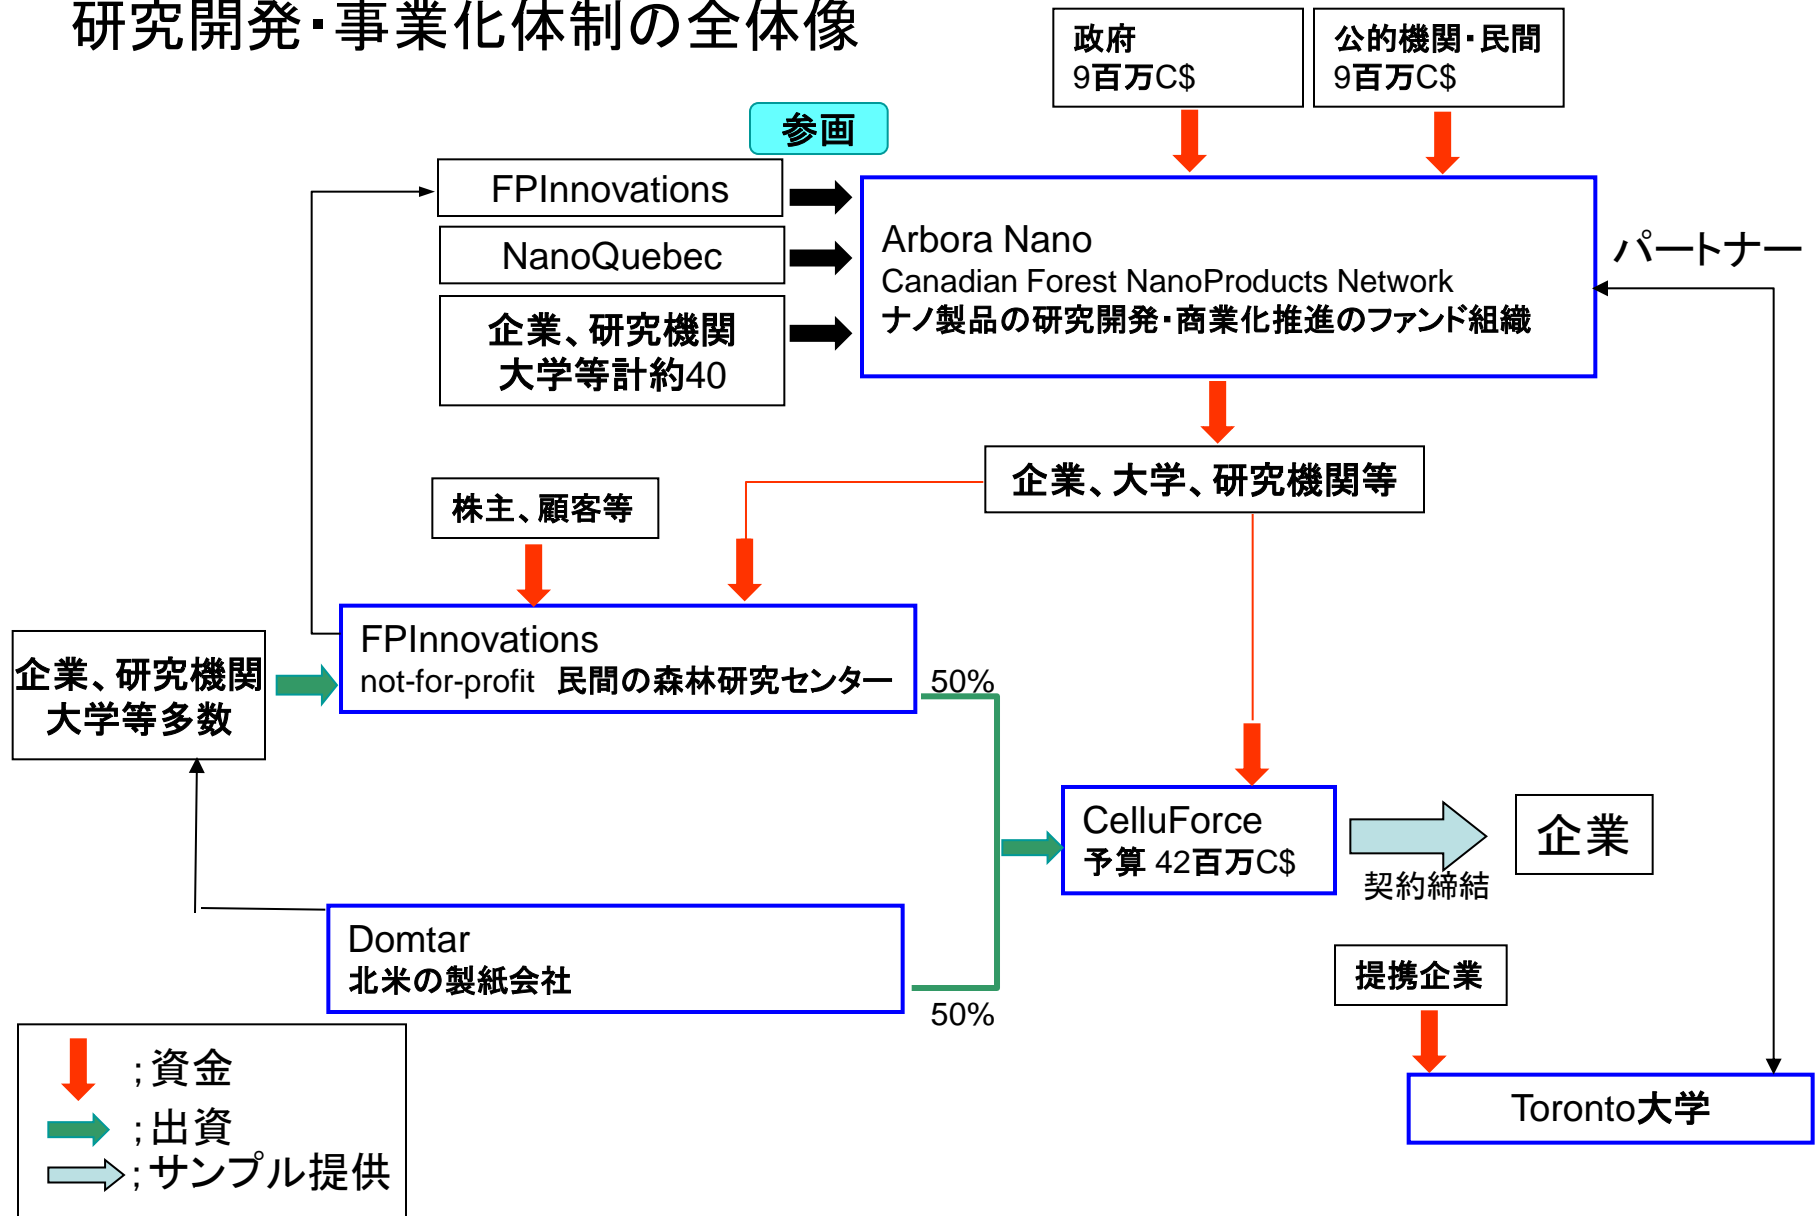 研究開発・事業化体制の全体像
政府
9百万C$
公的機関・民間
9百万C$
参画
FPInnovations
NanoQuebec
企業、研究機関
大学等計約40
Arbora Nano
Canadian Forest NanoProducts Network
ナノ製品の研究開発・商業化推進のファンド組織
パートナー
企業、大学、研究機関等
株主、顧客等
FPInnovations
not-for-profit 民間の森林研究センター
50%
企業、研究機関
大学等多数
CelluForce
予算 42百万C$
契約締結
企業
Domtar
北米の製紙会社
50%
提携企業
Toronto大学
;資金
;出資
;サンプル提供